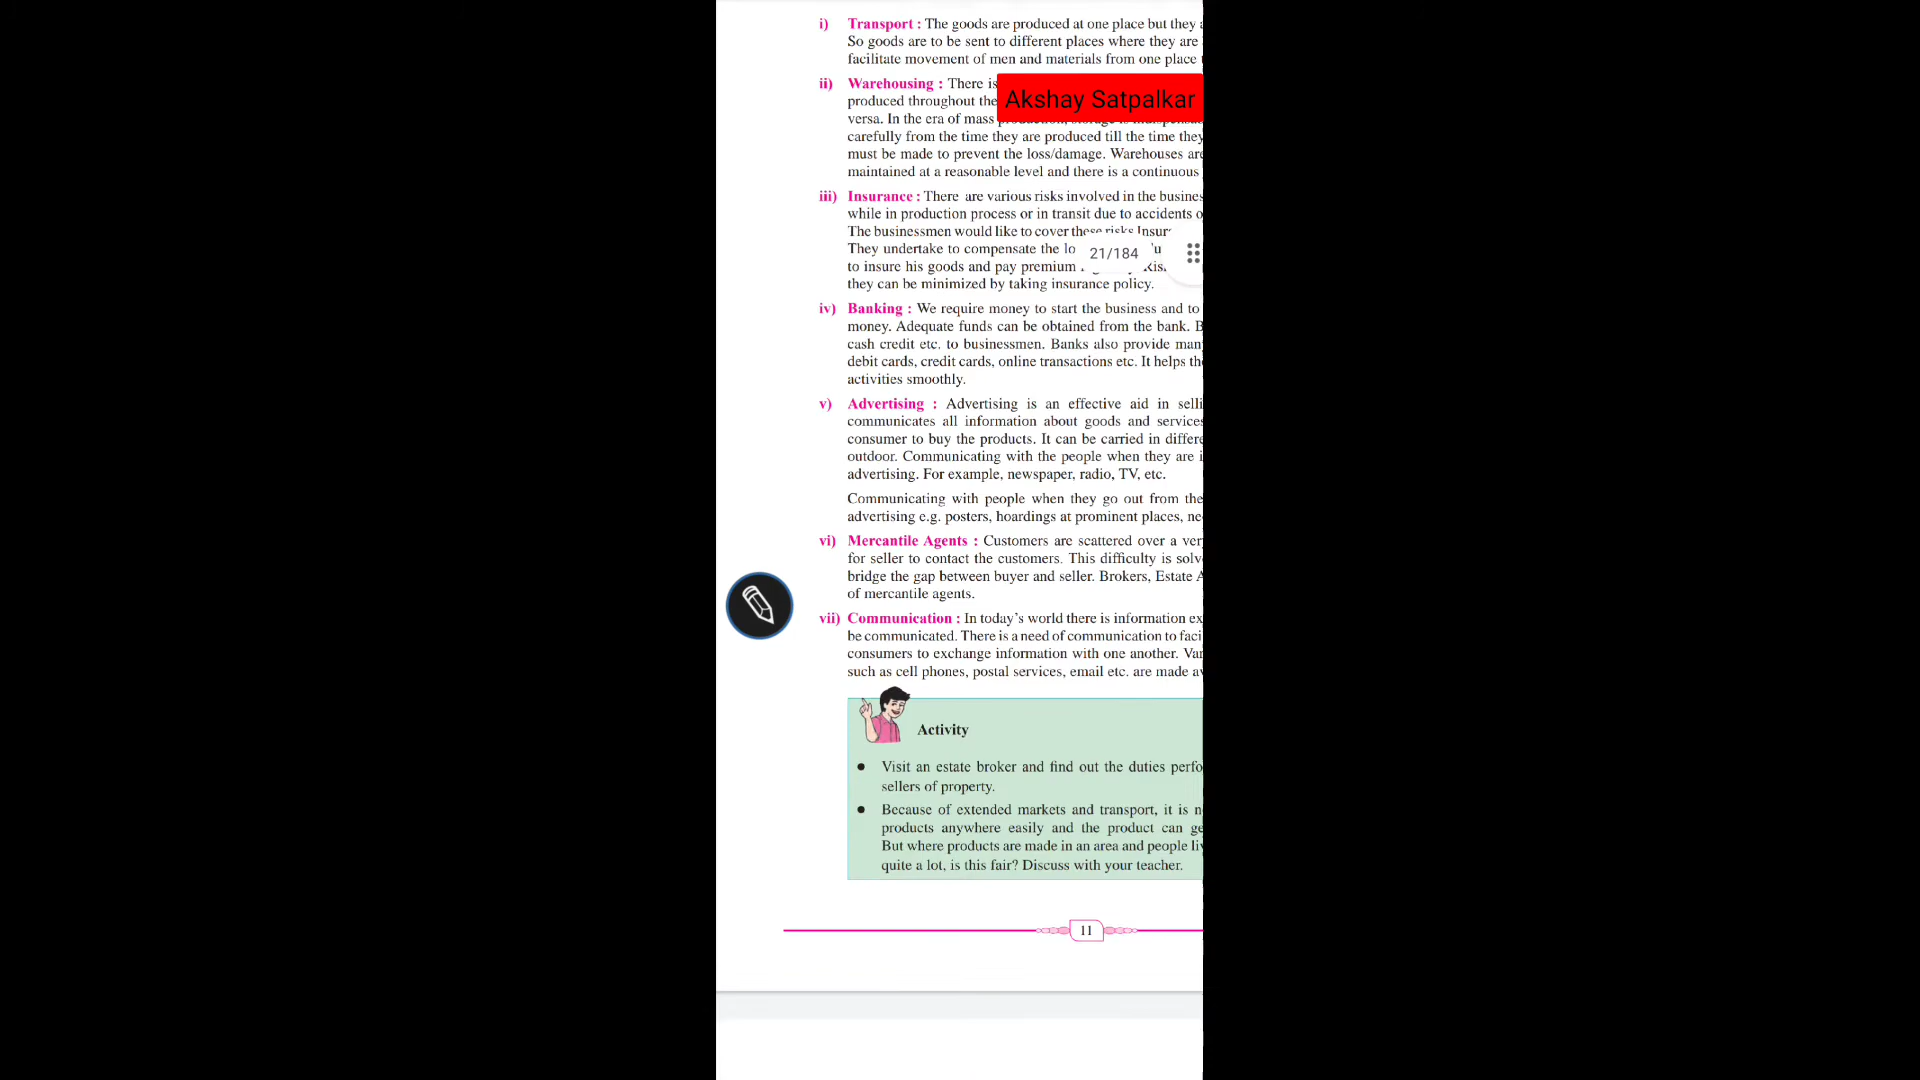 i) Transport : The goods are produced at one place but they
So goods are to be sent to different places where they are
facilitate movement of men and materials from one place
ii) Warehousing : There is
Akshay Satpalkar
produced throughout the
versa. In the era of mass
carefully from the time they are produced till the time they
must be made to prevent the loss/damage. Warehouses are
maintained at a reasonable level and there is a continuous
iii) Insurance : There are various risks involved in the busines
while in production process or in transit due to accidents
The businessmen would like to cover these risks
They undertake to compensate the
21/184
to insure his goods and pay premium
they can be minimized by taking insurance policy.
iv) Banking : We require money to start the business and to
money. Adequate funds can be obtained from the bank. B
cash credit etc. to businessmen. Banks also provide man
debit cards, credit cards, online transactions etc. It helps th
activities smoothly.
v) Advertising : Advertising is an effective aid in selli
communicates all information about goods and services
consumer to buy the products. It can be carried in differe
outdoor. Communicating with the people when they are i
advertising. For example, newspaper, radio, TV, etc.
Communicating with people when they go out from the
advertising e.g. posters, hoardings at prominent places, ne
vi) Mercantile Agents : Customers are scattered over a ver
for seller to contact the customers. This difficulty is solv
bridge the gap between buyer and seller. Brokers, Estate A
of mercantile agents.
vii) Communication : In today's world there is information ex
be communicated. There is a need of communication to faci
consumers to exchange information with one another. Var
such as cell phones, postal services, email etc. are made av
Activity
● Visit an estate broker and find out the duties perfo
sellers of property.
● Because of extended markets and transport, it is n
products anywhere easily and the product can ge
But where products are made in an area and people li
quite a lot, is this fair? Discuss with your teacher.
11